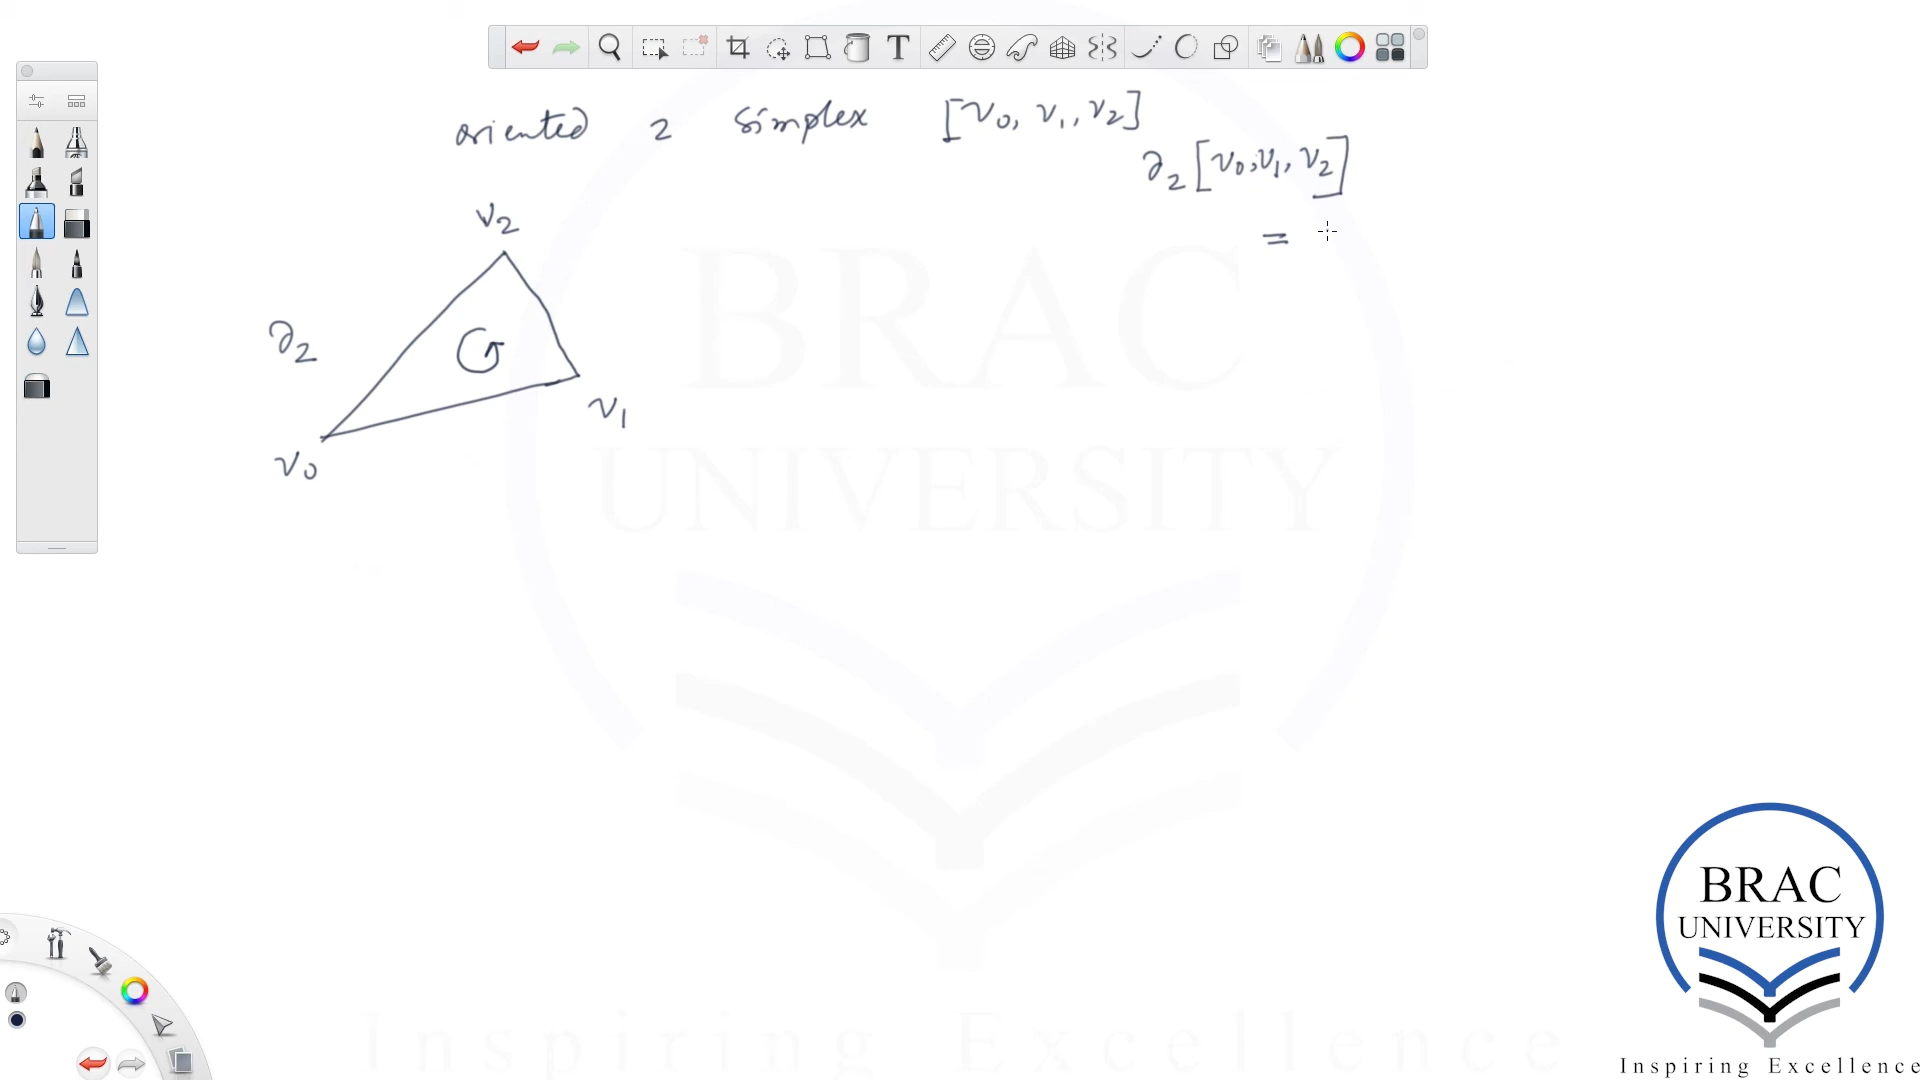 oriented 2 simplex [v₀, v₁, v₂]
∂₂ [v₀, v₁, v₂]
=
v₂
∂₂
v₁
v₀
BRAC
UNIVERSITY
Inspiring Excellence
BRAC
UNIVERSITY
Inspiring Excellence